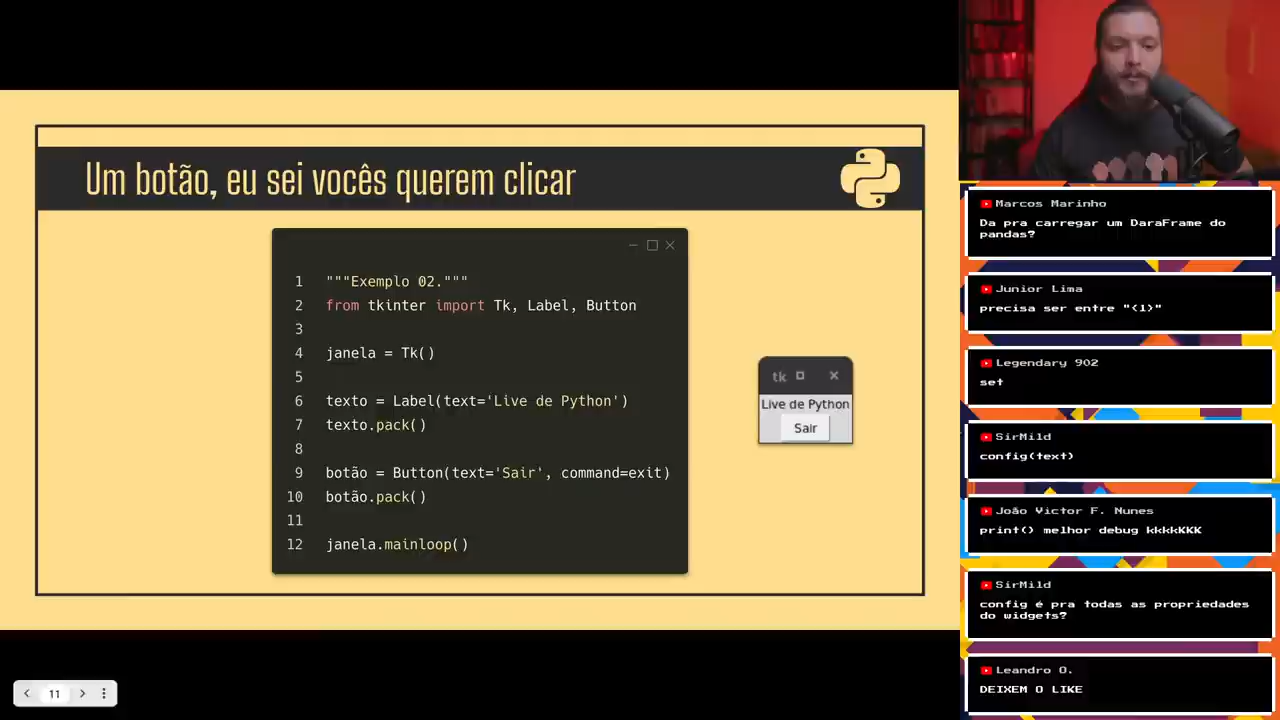 Um botão, eu sei vocês querem clicar
1 """Exemplo 02."""
2 from tkinter import Tk, Label, Button
3
4 janela = Tk()
5
6 texto = Label(text='Live de Python')
7 texto.pack()
8
9 botão = Button(text='Sair', command=exit)
10 botão.pack()
11
12 janela.mainloop()
tk
Live de Python
Sair
11
Marcos Marinho
Da pra carregar um DaraFrame do
pandas?
Junior Lima
precisa ser entre "{1}"
Legendary 902
set
SirMild
config(text)
João Victor F. Nunes
print() melhor debug kkkkKKK
SirMild
config é pra todas as propriedades
do widgets?
Leandro O.
DEIXEM O LIKE